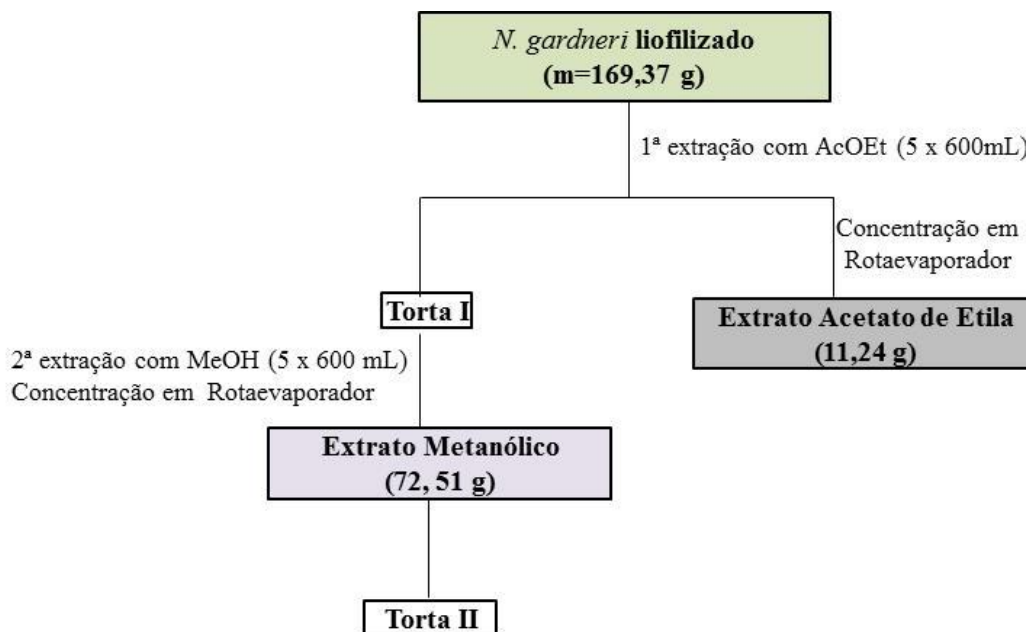 N. gardneri liofilizado
(m=169,37 g)
1ª extração com AcOEt (5 x 600mL)
Concentração em
Rotaevaporador
Torta I
Extrato Acetato de Etila
(11,24 g)
2ª extração com MeOH (5 x 600 mL)
Concentração em Rotaevaporador
Extrato Metanólico
(72, 51 g)
Torta II